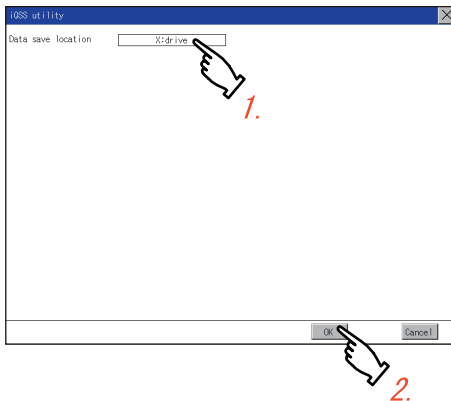 iQSS utility
Data save location
X:drive
1.
OK
Cancel
2.